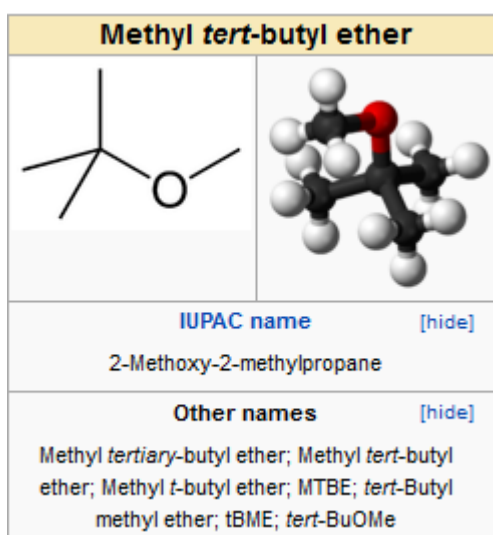 Methyl tert-butyl ether
O
IUPAC name [hide]
2-Methoxy-2-methylpropane
Other names [hide]
Methyl tertiary-butyl ether; Methyl tert-butyl
ether; Methyl t-butyl ether; MTBE; tert-Butyl
methyl ether; tBME; tert-BuOMe